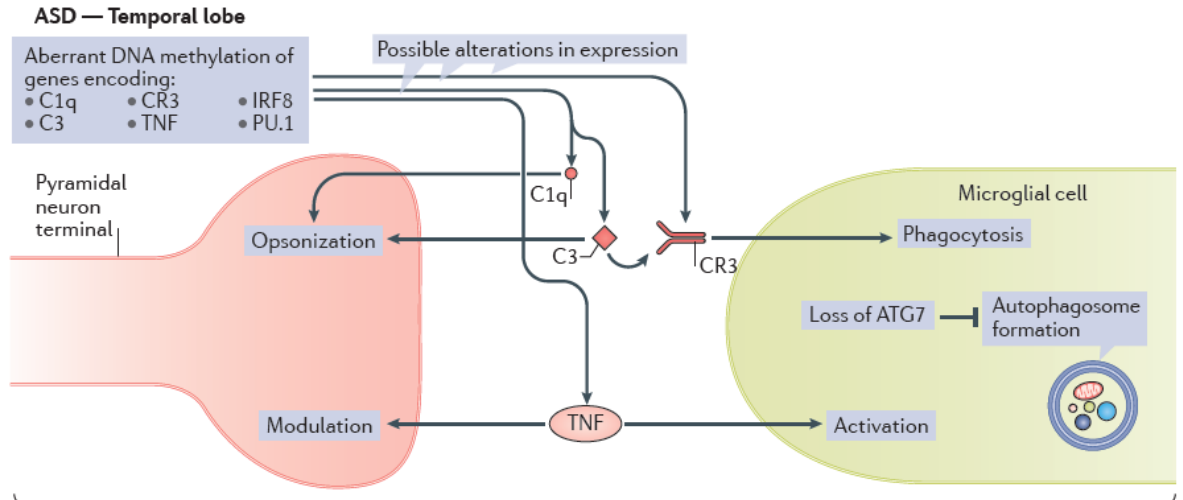 ASD — Temporal lobe
Aberrant DNA methylation of
genes encoding:
• C1q • CR3 • IRF8
• C3 • TNF • PU.1
Possible alterations in expression
Pyramidal
neuron
terminal
C1q
Microglial cell
Opsonization
C3
CR3
Phagocytosis
Loss of ATG7
Autophagosome
formation
Modulation
TNF
Activation